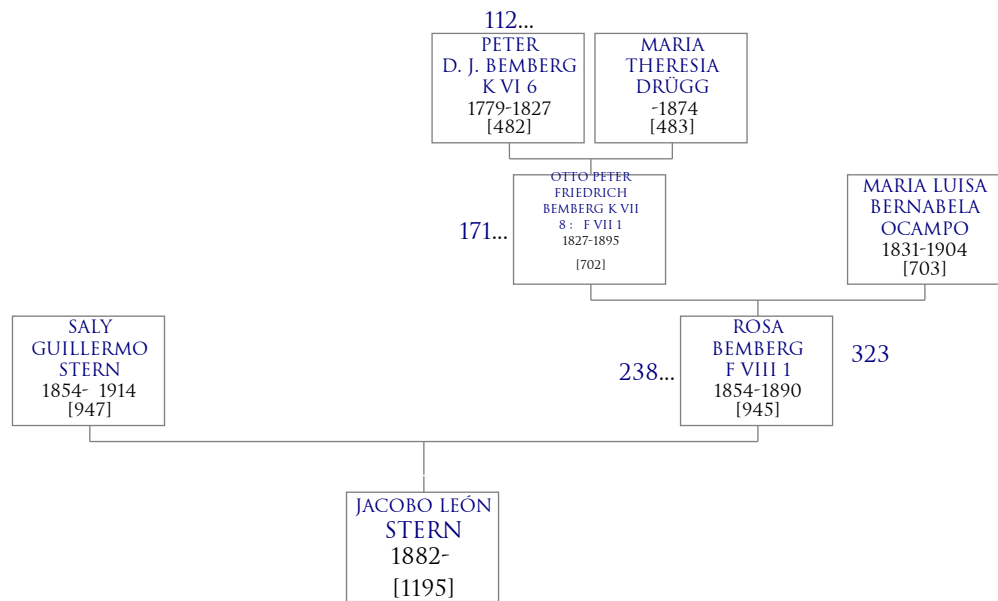 112...
PETER
D. J. BEMBERG
K VI 6
1779-1827
[482]
MARIA
THERESIA
DRÜGG
-1874
[483]
171...
OTTO PETER
FRIEDRICH
BEMBERG K VII
8 : F VII 1
1827-1895
[702]
MARIA LUISA
BERNABELA
OCAMPO
1831-1904
[703]
SALY
GUILLERMO
STERN
1854- 1914
[947]
238...
ROSA
BEMBERG
F VIII 1
1854-1890
[945]
323
JACOBO LEÓN
STERN
1882-
[1195]